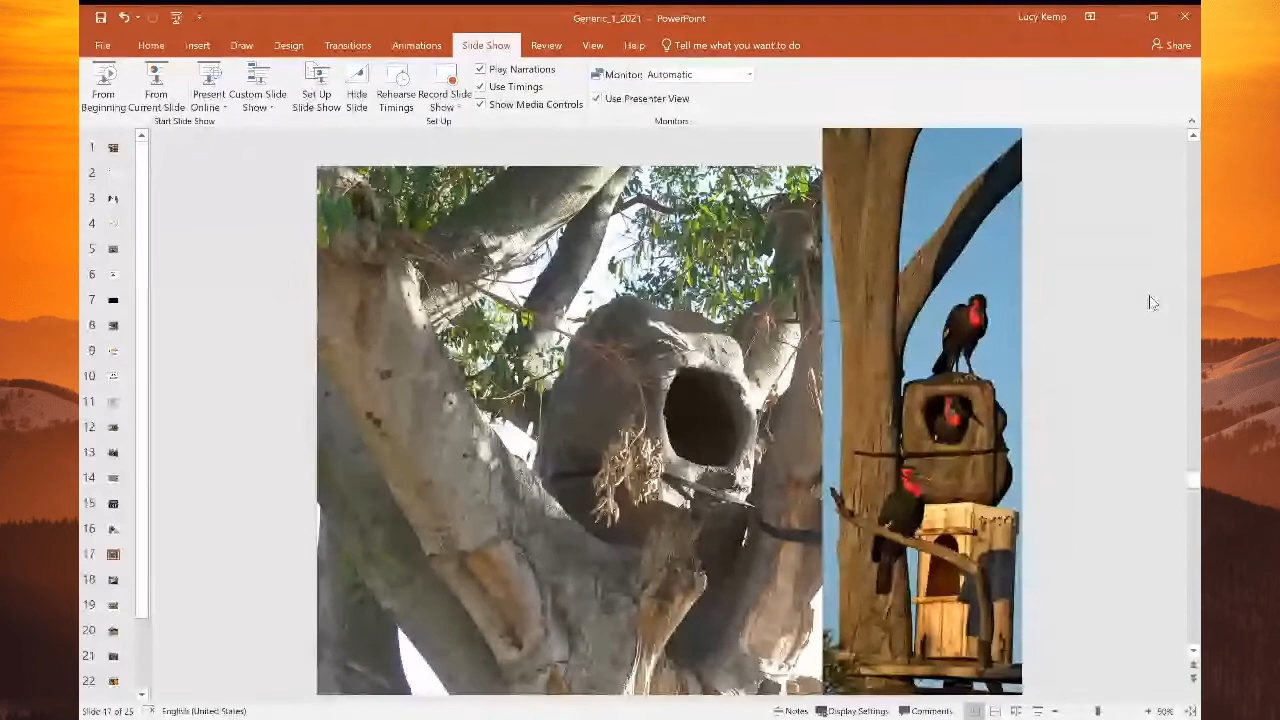 Generic_1_2021 – PowerPoint
Lucy Kemp
File Home Insert Draw Design Transitions Animations Slide Show Review View Help Tell me what you want to do Share
From Beginning
From Current Slide
Present Online
Custom Slide Show
Set Up Slide Show
Hide Slide
Rehearse Timings
Record Slide Show
Play Narrations
Use Timings
Show Media Controls
Monitor: Automatic
Use Presenter View
Start Slide Show
Set Up
Monitors
1
2
3
4
5
6
7
8
9
10
11
12
13
14
15
16
17
18
19
20
21
22
Slide 17 of 25 English (United States) Notes Display Settings Comments 90%